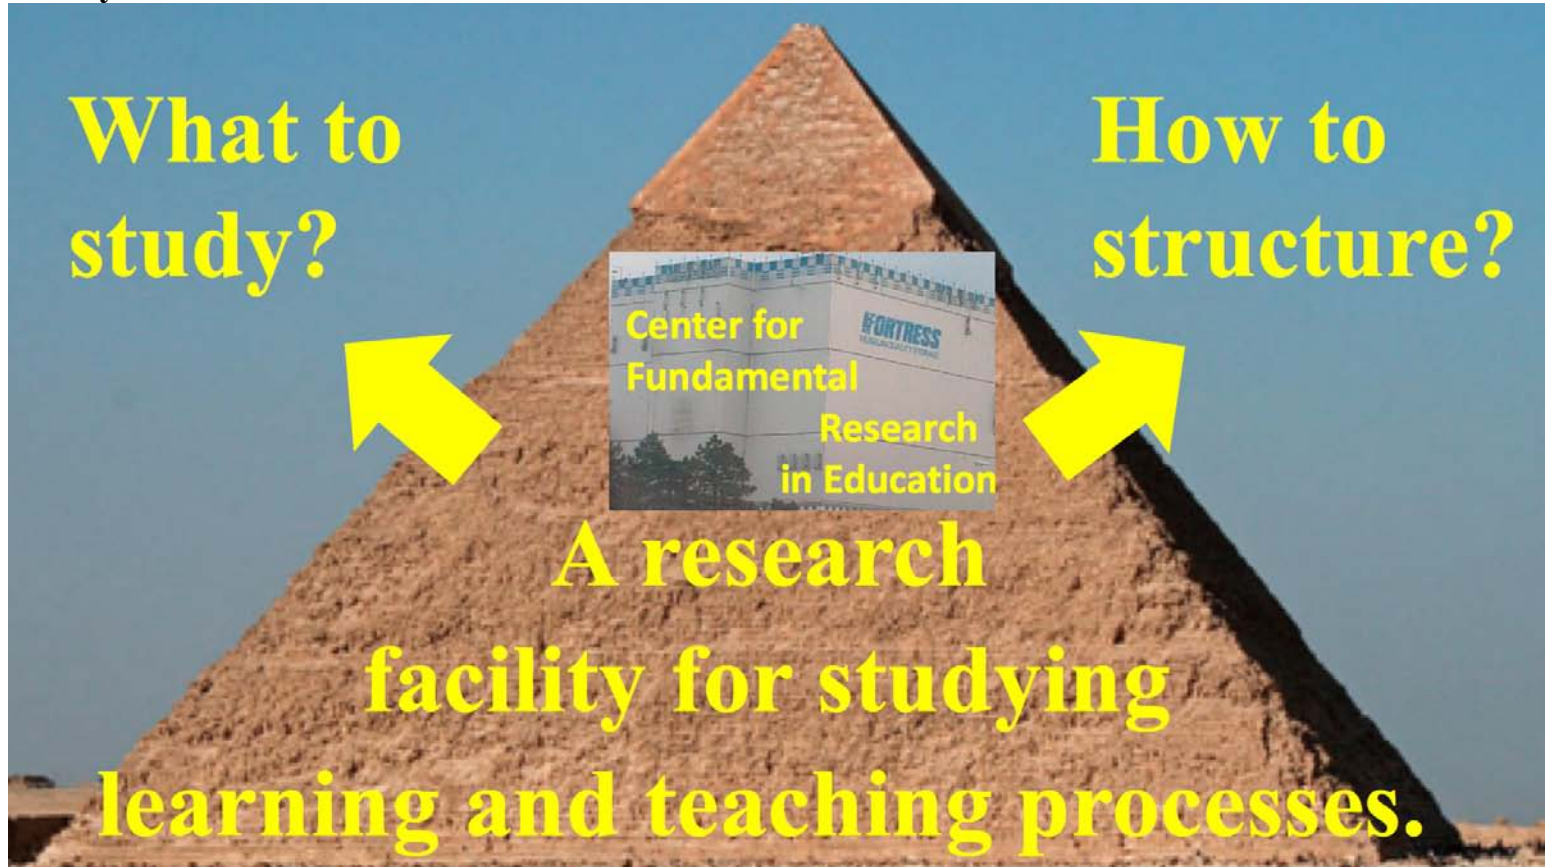 What to
study?
How to
structure?
FORTRESS
Center for
Fundamental
Research
in Education
A research
facility for studying
learning and teaching processes.